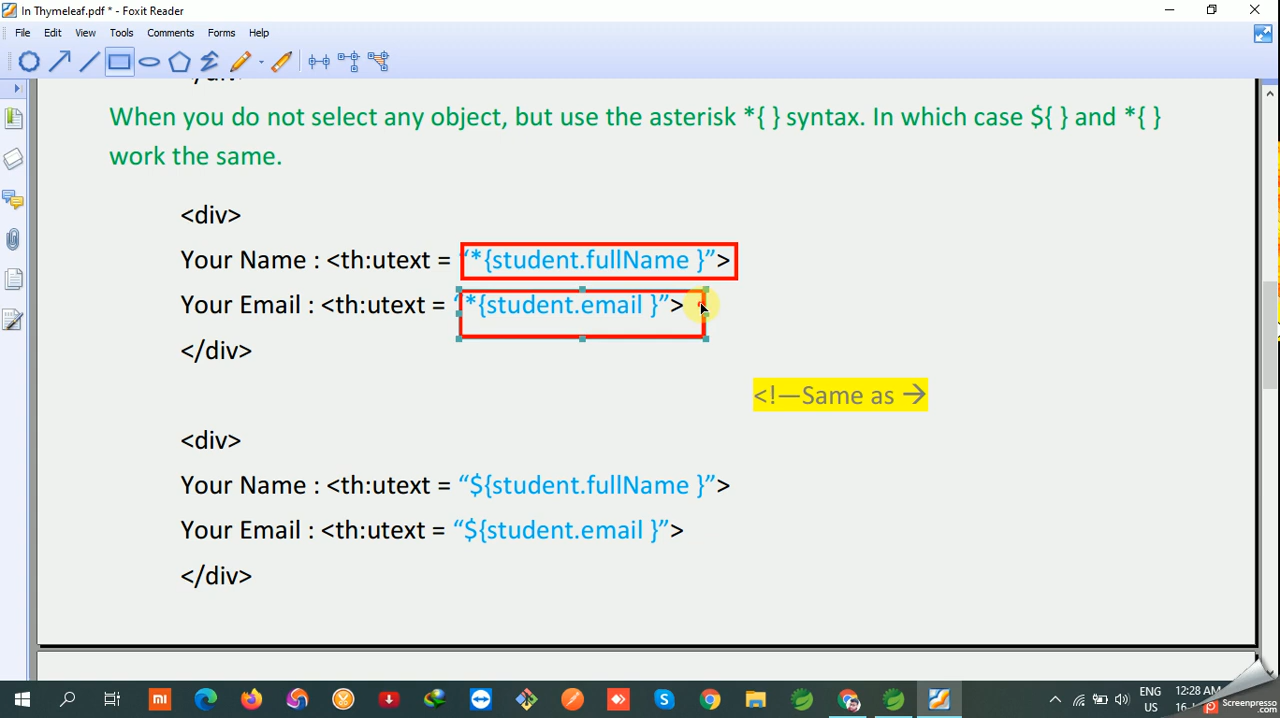 In Thymeleaf.pdf * - Foxit Reader
File Edit View Tools Comments Forms Help
When you do not select any object, but use the asterisk *{ } syntax. In which case ${ } and *{ }
work the same.
<div>
Your Name : <th:utext = “*{student.fullName }”>
Your Email : <th:utext = “*{student.email }”>
</div>
<!—Same as →
<div>
Your Name : <th:utext = “${student.fullName }”>
Your Email : <th:utext = “${student.email }”>
</div>
ENG
US
12:28 AM
16
Screenpresso
.com